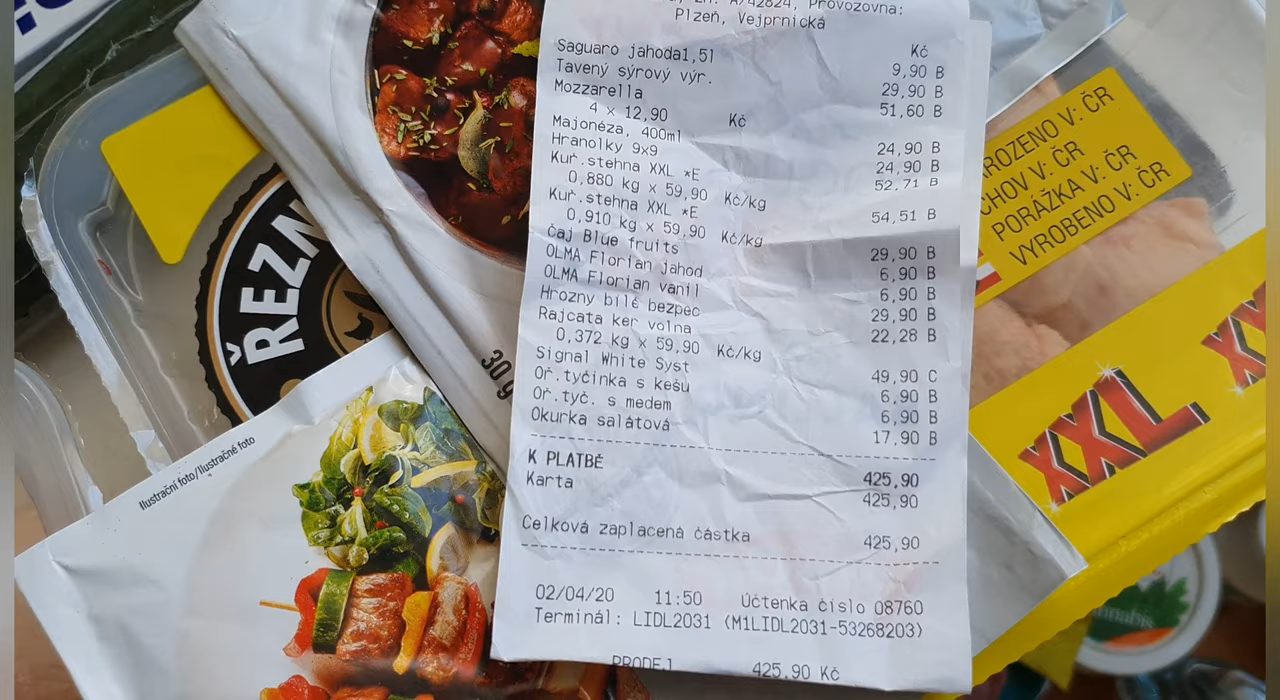 A/42824, Provozovna:
Plzeň, Vejprnická
Kč
Saguaro jahoda1,5l 9,90 B
Tavený sýrový výr. 29,90 B
Mozzarella 51,60 B
4 x 12,90 Kč
Majonéza, 400ml 24,90 B
Hranolky 9x9 24,90 B
Kuř.stehna XXL *E 52,71 B
0,880 kg x 59,90 Kč/kg
Kuř.stehna XXL *E 54,51 B
0,910 kg x 59,90 Kč/kg
čaj Blue fruits 29,90 B
OLMA Florian jahod 6,90 B
OLMA Florian vanil 6,90 B
Hrozny bílé bezpec 29,90 B
Rajcata ker volna 22,28 B
0,372 kg x 59,90 Kč/kg
Signal White Syst 49,90 C
Oř.tyčinka s kešu 6,90 B
Oř.tyč. s medem 6,90 B
Okurka salátová 17,90 B
K PLATBĚ 425,90
Karta 425,90
Celková zaplacená částka 425,90
02/04/20 11:50 Účtenka číslo 08760
Terminál: LIDL2031 (M1LIDL2031-53268203)
PRODEJ 425,90 Kč
ŘEZN
30 g
Ilustrační foto/Ilustračné foto
ROZENO V: ČR
CHOV V: ČR
PORÁŽKA V: ČR
VYROBENO V: ČR
XXL
XX
nnabis